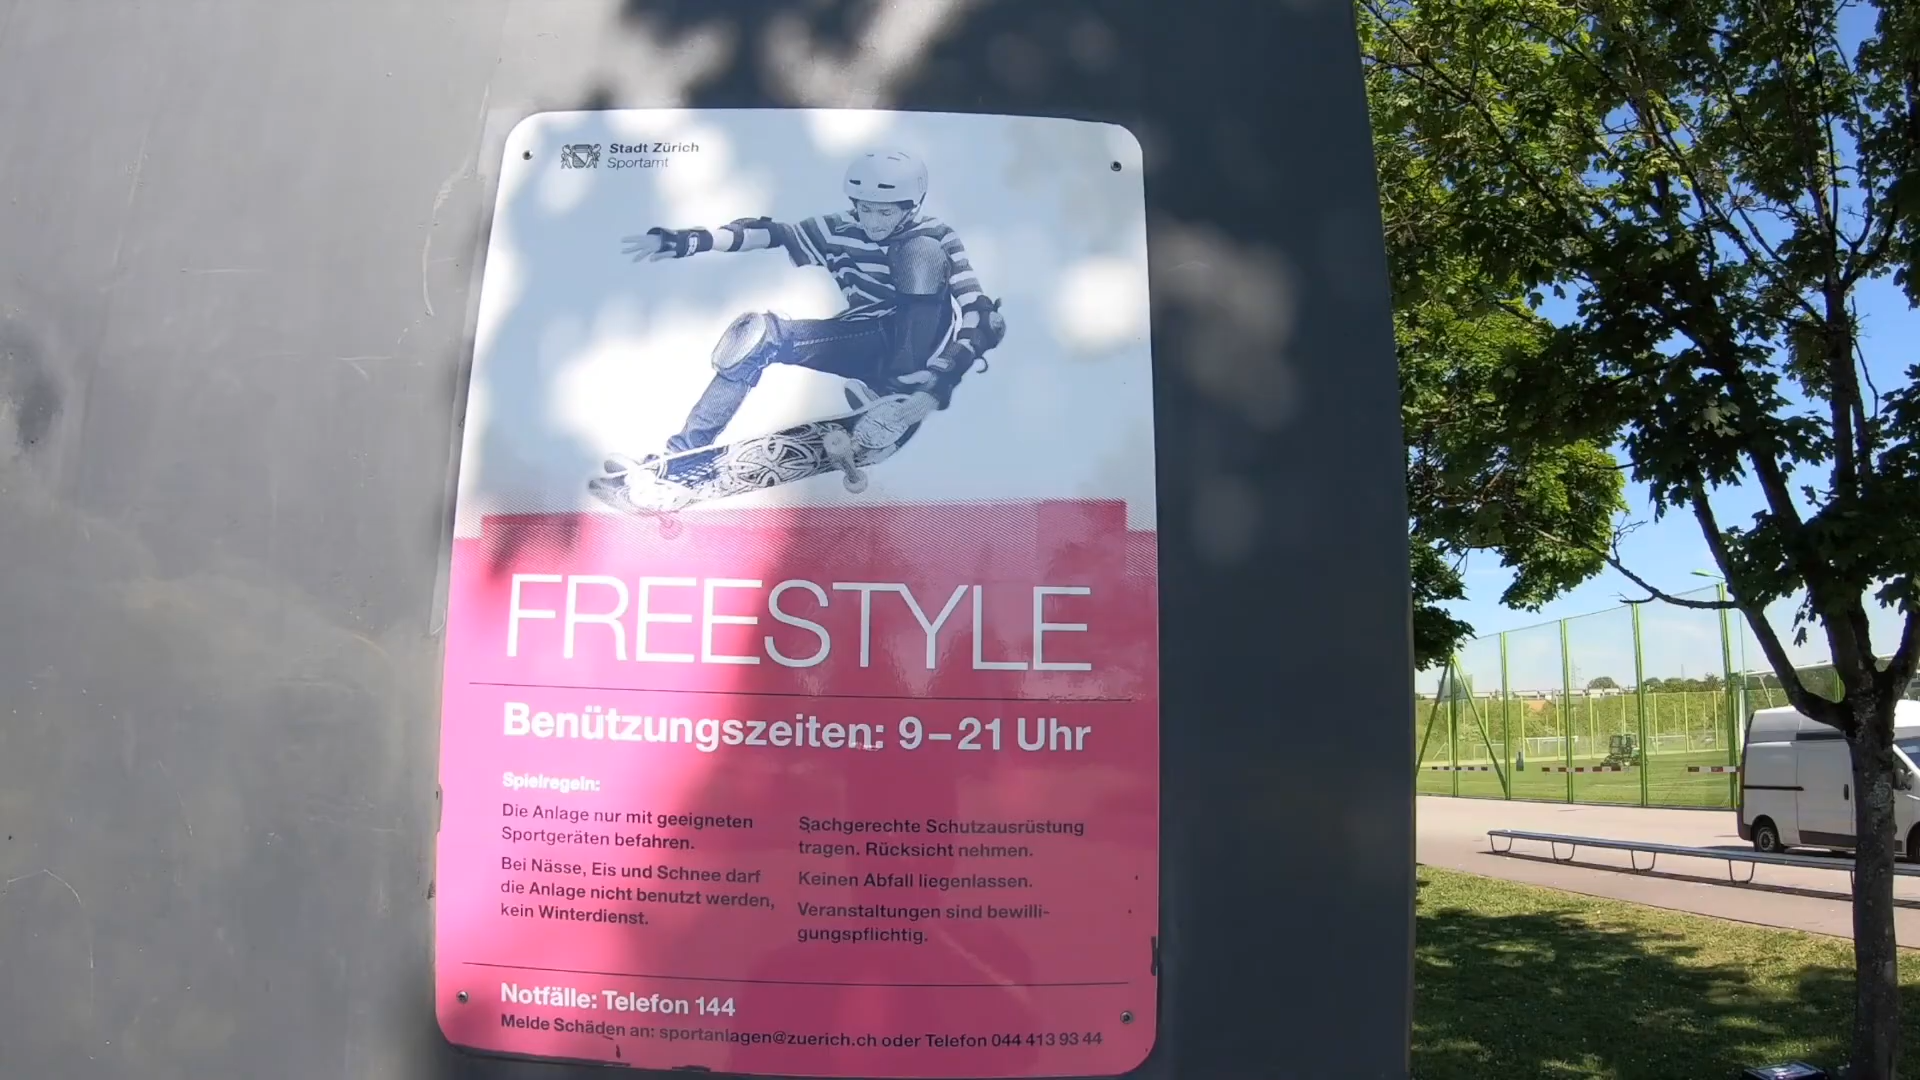 Stadt Zürich
Sportamt
FREESTYLE
Benützungszeiten: 9–21 Uhr
Spielregeln:
Die Anlage nur mit geeigneten
Sportgeräten befahren.
Bei Nässe, Eis und Schnee darf
die Anlage nicht benutzt werden,
kein Winterdienst.
Sachgerechte Schutzausrüstung
tragen. Rücksicht nehmen.
Keinen Abfall liegenlassen.
Veranstaltungen sind bewilli-
gungspflichtig.
Notfälle: Telefon 144
Melde Schäden an: sportanlagen@zuerich.ch oder Telefon 044 413 93 44